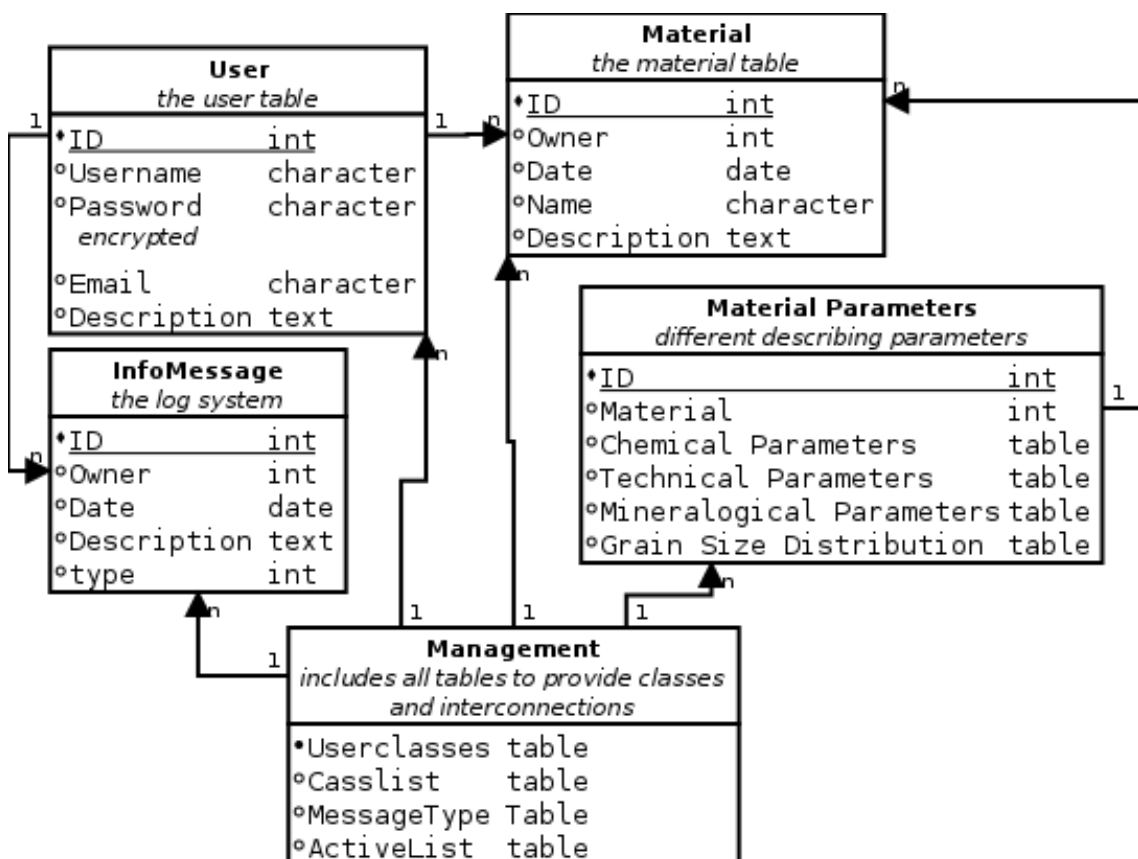 User
the user table
ID int
Username character
Password character
encrypted
Email character
Description text
1
1
n
n
Material
the material table
ID int
Owner int
Date date
Name character
Description text
n
n
n
InfoMessage
the log system
ID int
Owner int
Date date
Description text
type int
n
Material Parameters
different describing parameters
ID int
Material int
Chemical Parameters table
Technical Parameters table
Mineralogical Parameters table
Grain Size Distribution table
1
n
1
1
1
1
Management
includes all tables to provide classes
and interconnections
Userclasses table
Casslist table
MessageType Table
ActiveList table